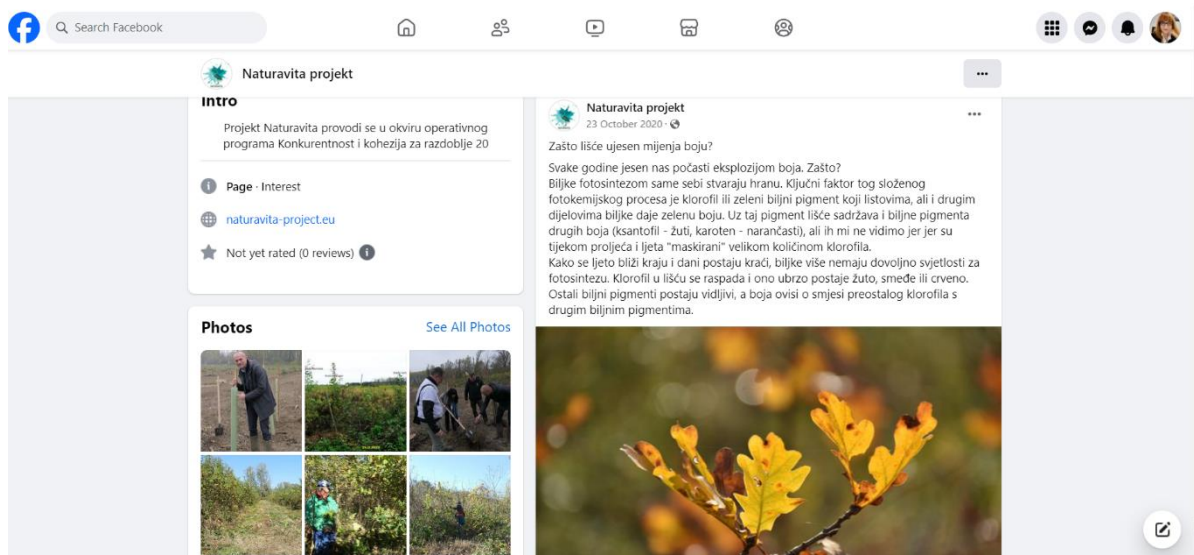 Search Facebook
Naturavita projekt
Intro
Projekt Naturavita provodi se u okviru operativnog
programa Konkurentnost i kohezija za razdoblje 20
Page · Interest
naturavita-project.eu
Not yet rated (0 reviews)
Photos
See All Photos
Naturavita projekt
23 October 2020 ·
Zašto lišće ujesen mijenja boju?
Svake godine jesen nas počasti eksplozijom boja. Zašto?
Biljke fotosintezom same sebi stvaraju hranu. Ključni faktor tog složenog
fotokemijskog procesa je klorofil ili zeleni biljni pigment koji listovima, ali i drugim
dijelovima biljke daje zelenu boju. Uz taj pigment lišće sadržava i biljne pigmenta
drugih boja (ksantofil - žuti, karoten - narančasti), ali ih mi ne vidimo jer jer su
tijekom proljeća i ljeta "maskirani" velikom količinom klorofila.
Kako se ljeto bliži kraju i dani postaju kraći, biljke više nemaju dovoljno svjetlosti za
fotosintezu. Klorofil u lišću se raspada i ono ubrzo postaje žuto, smeđe ili crveno.
Ostali biljni pigmenti postaju vidljivi, a boja ovisi o smjesi preostalog klorofila s
drugim biljnim pigmentima.